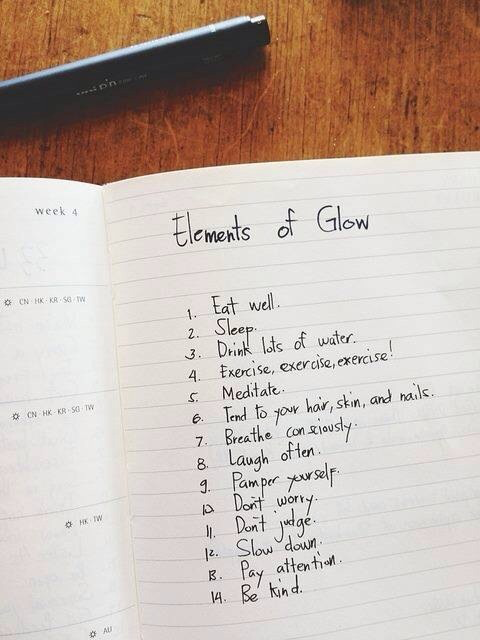 week 4
CN · HK · KR · SG · TW
CN · HK · KR · SG · TW
HK · TW
AU
Elements of Glow
1. Eat well.
2. Sleep.
3. Drink lots of water.
4. Exercise, exercise, exercise!
5. Meditate.
6. Tend to your hair, skin, and nails.
7. Breathe consciously.
8. Laugh often.
9. Pamper yourself.
10 Don't worry.
11. Don't judge.
12. Slow down.
13. Pay attention.
14. Be kind.